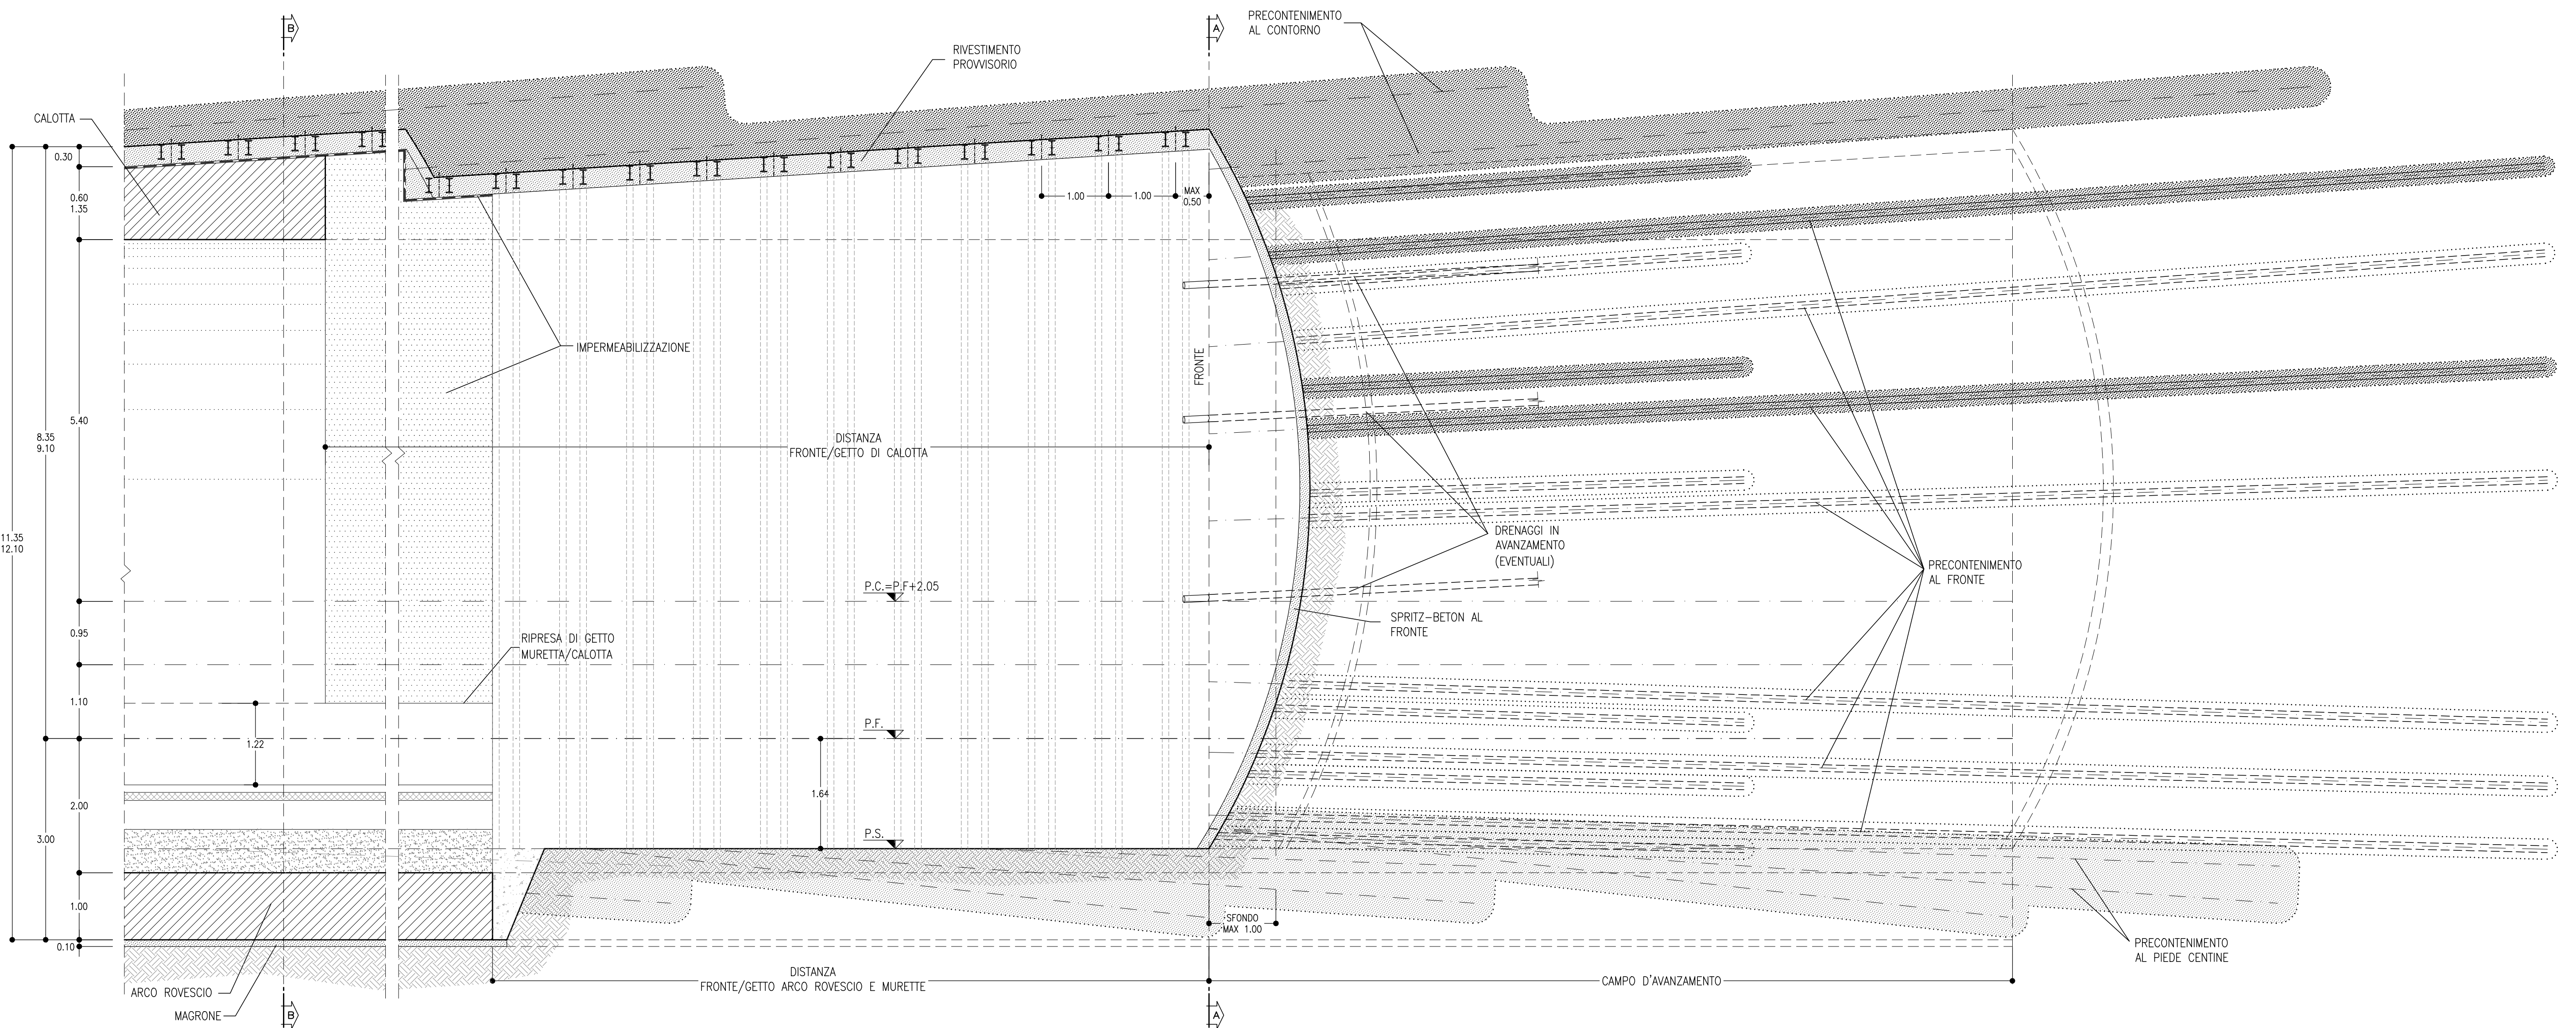 B
A
PRECONTENIMENTO
AL CONTORNO
RIVESTIMENTO
PROVVISORIO
CALOTTA
0.30
0.60
1.35
1.00
1.00
MAX
0.50
IMPERMEABILIZZAZIONE
FRONTE
5.40
8.35
9.10
DISTANZA
FRONTE/GETTO DI CALOTTA
11.35
12.10
DRENAGGI IN
AVANZAMENTO
(EVENTUALI)
PRECONTENIMENTO
AL FRONTE
P.C.=P.F+2.05
SPRITZ-BETON AL
FRONTE
0.95
RIPRESA DI GETTO
MURETTA/CALOTTA
1.10
P.F.
1.22
1.64
2.00
P.S.
3.00
1.00
SFONDO
MAX 1.00
0.10
PRECONTENIMENTO
AL PIEDE CENTINE
DISTANZA
FRONTE/GETTO ARCO ROVESCIO E MURETTE
CAMPO D'AVANZAMENTO
ARCO ROVESCIO
MAGRONE
B
A